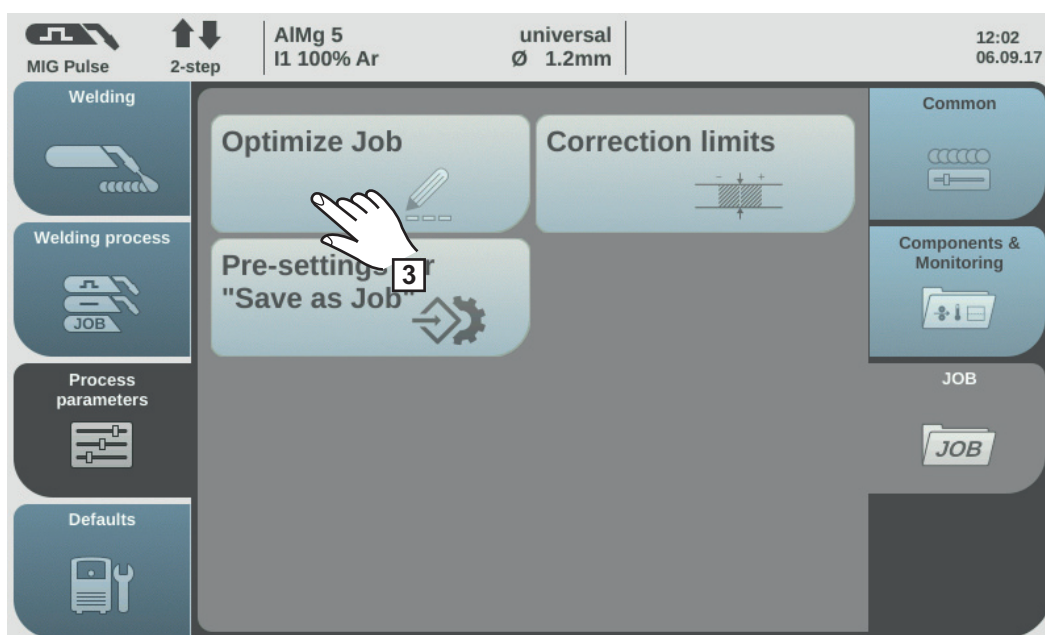 MIG Pulse
2-step
AlMg 5
I1 100% Ar
universal
Ø 1.2mm
12:02
06.09.17
Welding
Welding process
JOB
Process
parameters
Defaults
Optimize Job
Correction limits
- +
Pre-settings
"Save as Job"
3
Common
Components &
Monitoring
JOB
JOB